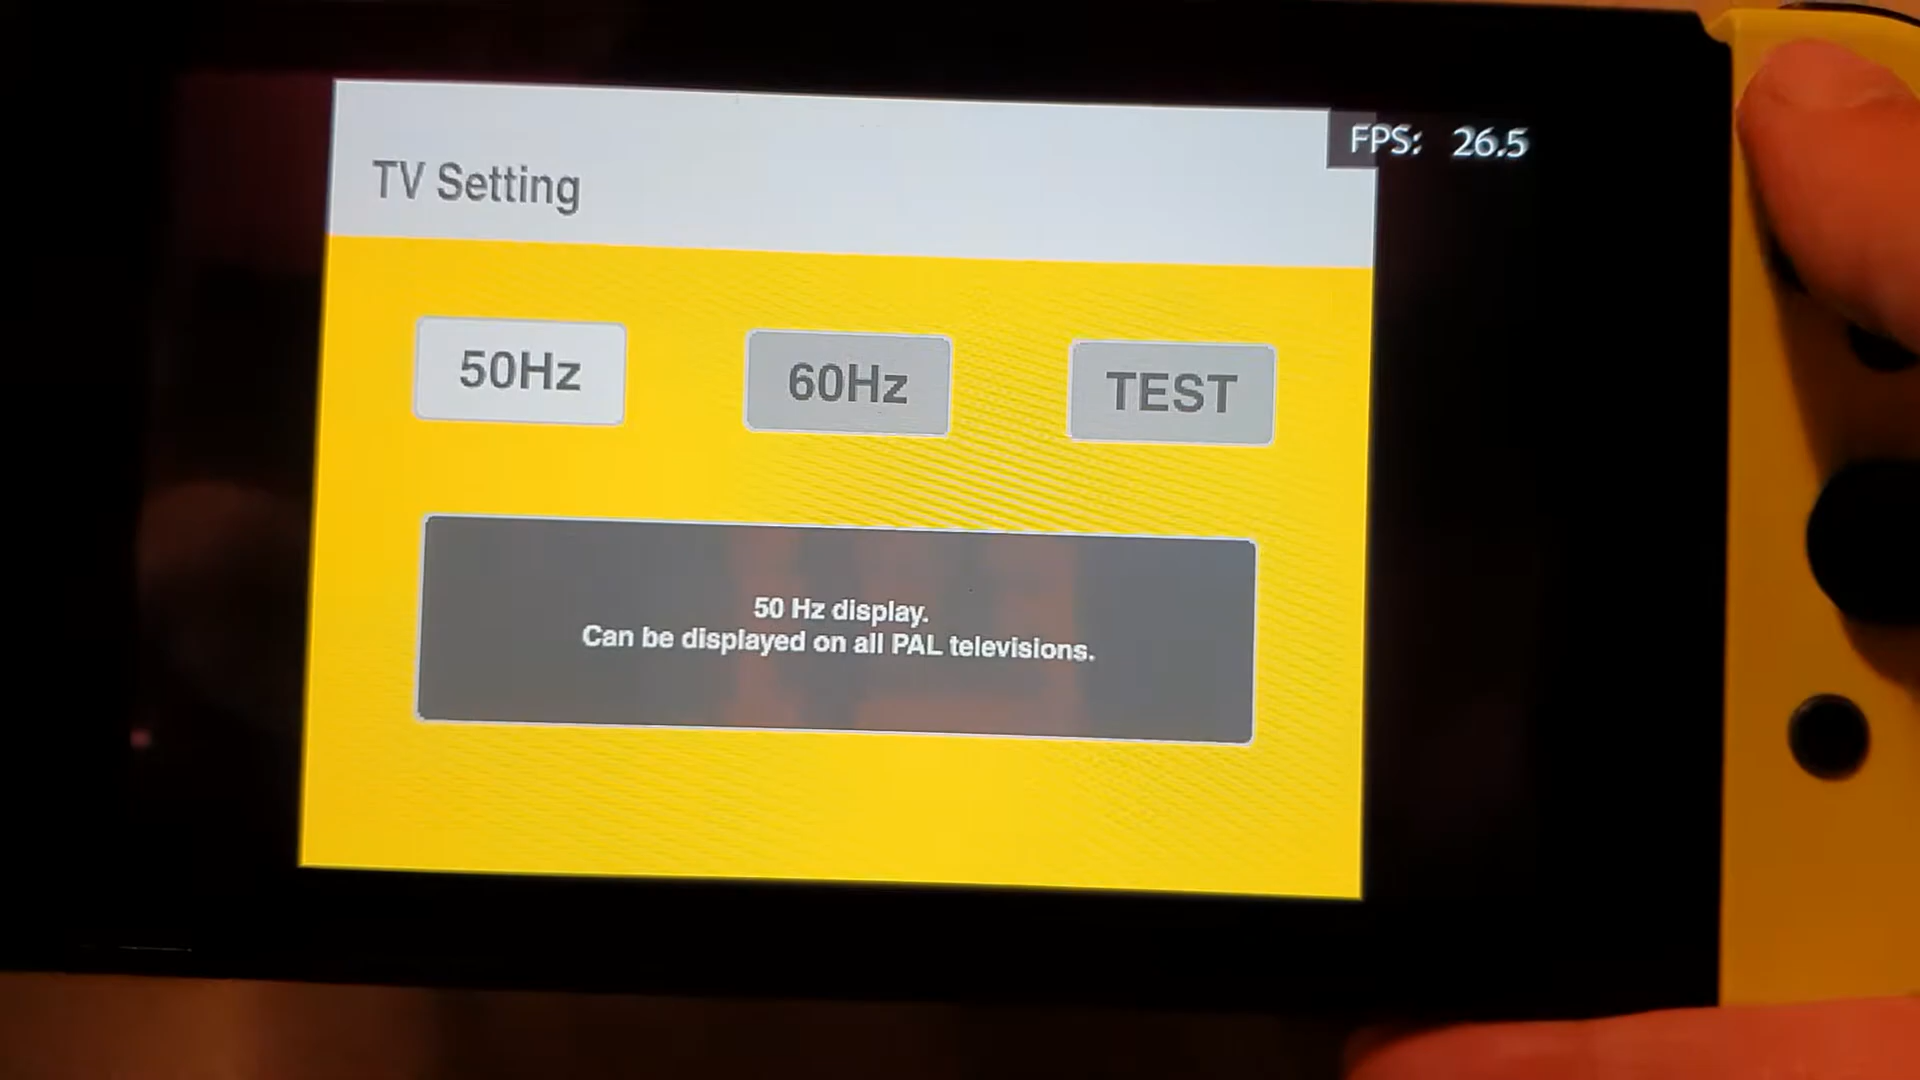 FPS: 26.5
TV Setting
50Hz
60Hz
TEST
50 Hz display.
Can be displayed on all PAL televisions.